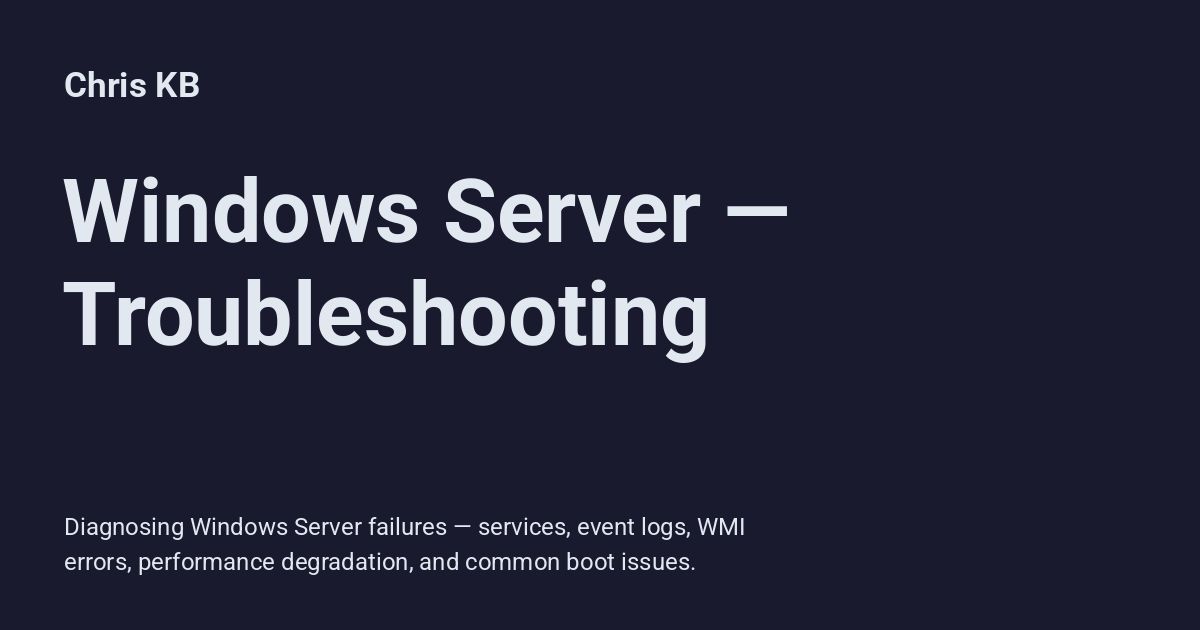 Chris KB
Windows Server —
Troubleshooting
Diagnosing Windows Server failures — services, event logs, WMI
errors, performance degradation, and common boot issues.